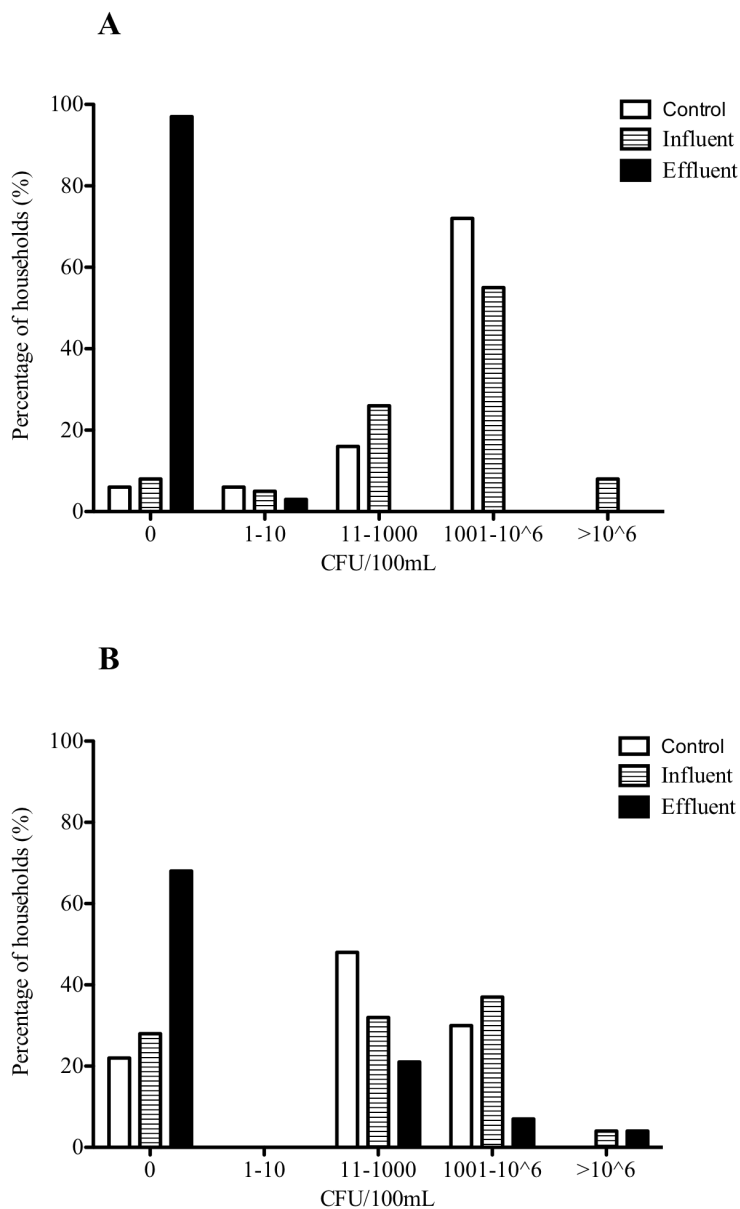 A
100
80
60
40
20
0
Percentage of households (%)
Control
Influent
Effluent
0 1-10 11-1000 1001-10^6 >10^6
CFU/100mL
B
100
80
60
40
20
0
Percentage of households (%)
Control
Influent
Effluent
0 1-10 11-1000 1001-10^6 >10^6
CFU/100mL